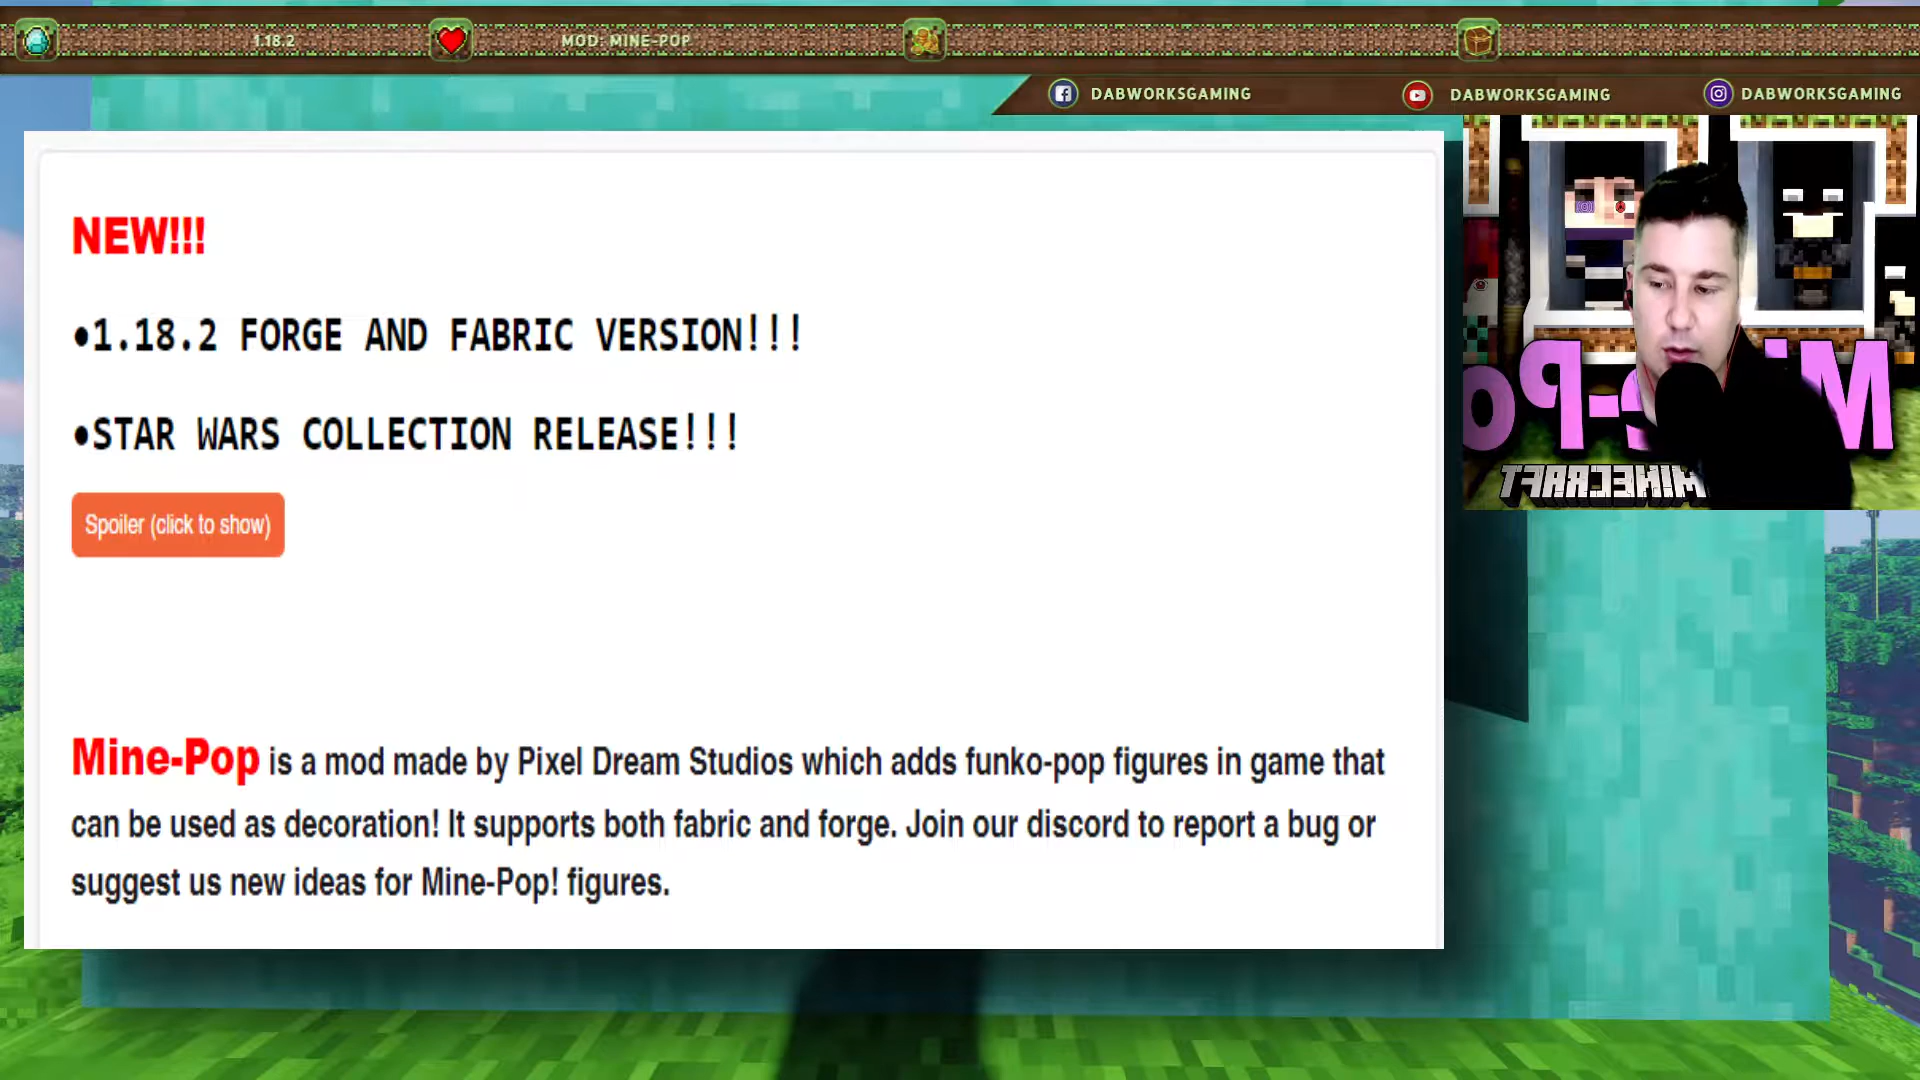 1.18.2
MOD: MINE-POP
DABWORKSGAMING
DABWORKSGAMING
DABWORKSGAMING
NEW!!!
•1.18.2 FORGE AND FABRIC VERSION!!!
•STAR WARS COLLECTION RELEASE!!!
Spoiler (click to show)
Mine-Pop is a mod made by Pixel Dream Studios which adds funko-pop figures in game that
can be used as decoration! It supports both fabric and forge. Join our discord to report a bug or
suggest us new ideas for Mine-Pop! figures.
MINECRAFT